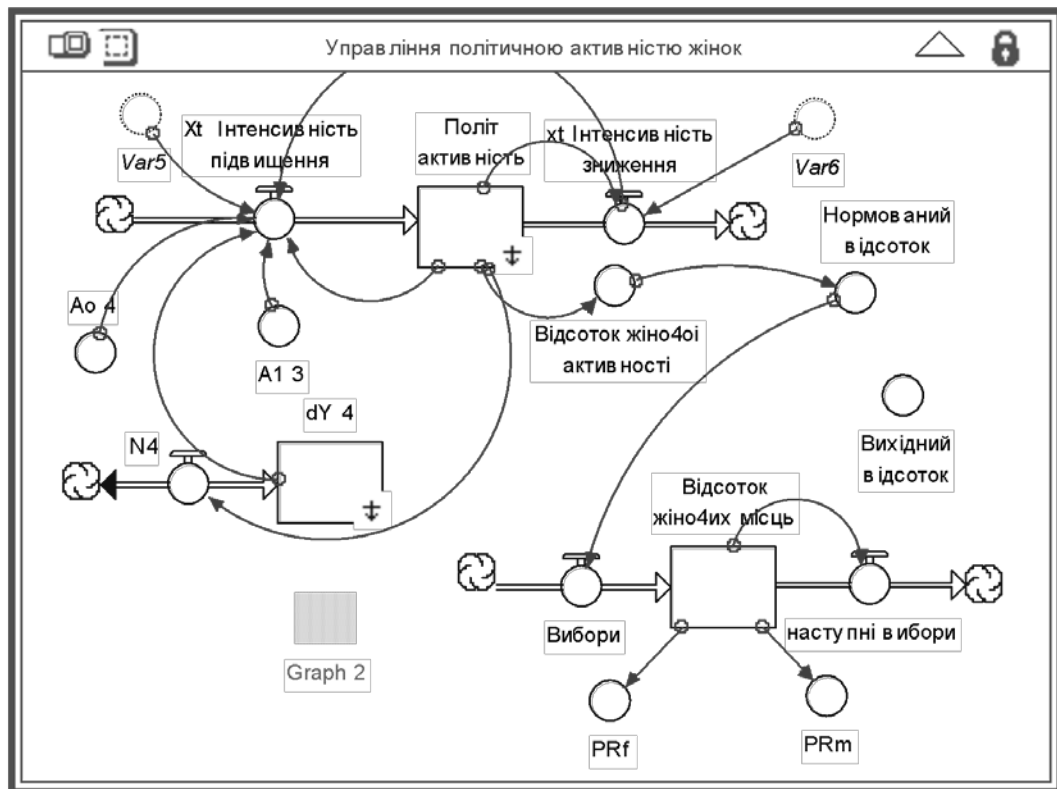 Управління політичною активністю жінок
Var5
Xt Інтенсивність
підвищення
Політ
активність
xt Інтенсивність
зниження
Var6
Нормований
відсоток
Ao 4
A1 3
Відсоток жіно4оі
активності
dY 4
N4
Вихідний
відсоток
Відсоток
жіно4их місць
Вибори
наступні вибори
Graph 2
PRf
PRm